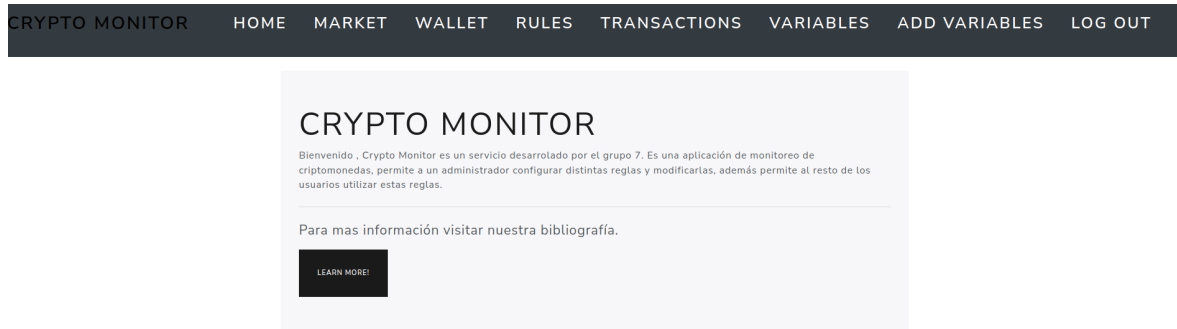 CRYPTO MONITOR HOME MARKET WALLET RULES TRANSACTIONS VARIABLES ADD VARIABLES LOG OUT
CRYPTO MONITOR
Bienvenido , Crypto Monitor es un servicio desarrolado por el grupo 7. Es una aplicación de monitoreo de
criptomonedas, permite a un administrador configurar distintas reglas y modificarlas, además permite al resto de los
usuarios utilizar estas reglas.
Para mas información visitar nuestra bibliografía.
LEARN MORE!